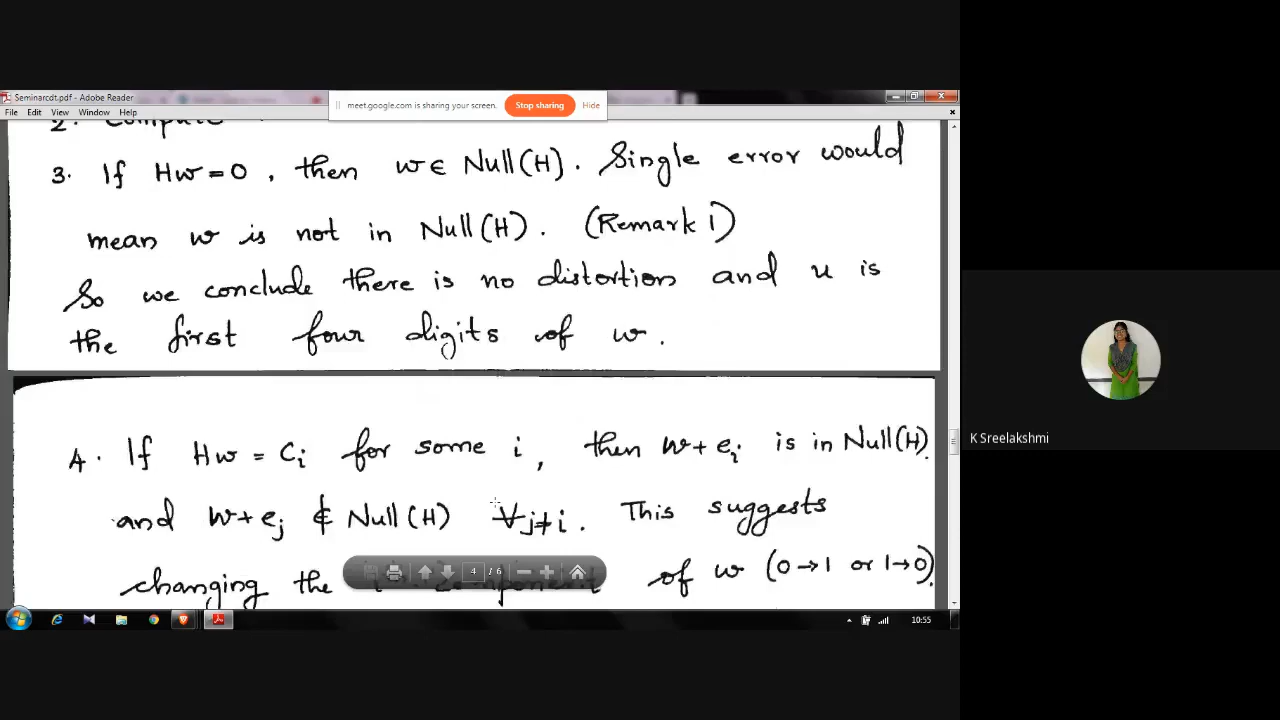 Seminarcdt.pdf - Adobe Reader
meet.google.com is sharing your screen. Stop sharing Hide
File Edit View Window Help
2. Compute
3. If Hw = 0, then w ∈ Null(H). Single error would
mean w is not in Null(H). (Remark 1)
So we conclude there is no distortion and u is
the first four digits of w.
K Sreelakshmi
4. If Hw = Ci for some i, then w + ei is in Null(H).
and w + ej ∉ Null(H) ∀ j≠i. This suggests
changing the of w (0→1 or 1→0).
4 / 6
10:55